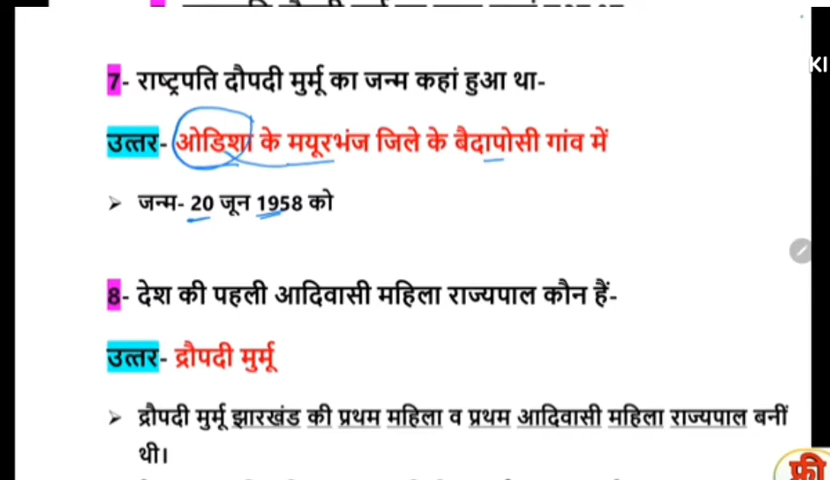 7- राष्ट्रपति दौपदी मुर्मू का जन्म कहां हुआ था-
KI
उत्तर- ओडिशा के मयूरभंज जिले के बैदापोसी गांव में
➢ जन्म- 20 जून 1958 को
8- देश की पहली आदिवासी महिला राज्यपाल कौन हैं-
उत्तर- द्रौपदी मुर्मू
➢ द्रौपदी मुर्मू झारखंड की प्रथम महिला व प्रथम आदिवासी महिला राज्यपाल बनीं
थी।
फ्री